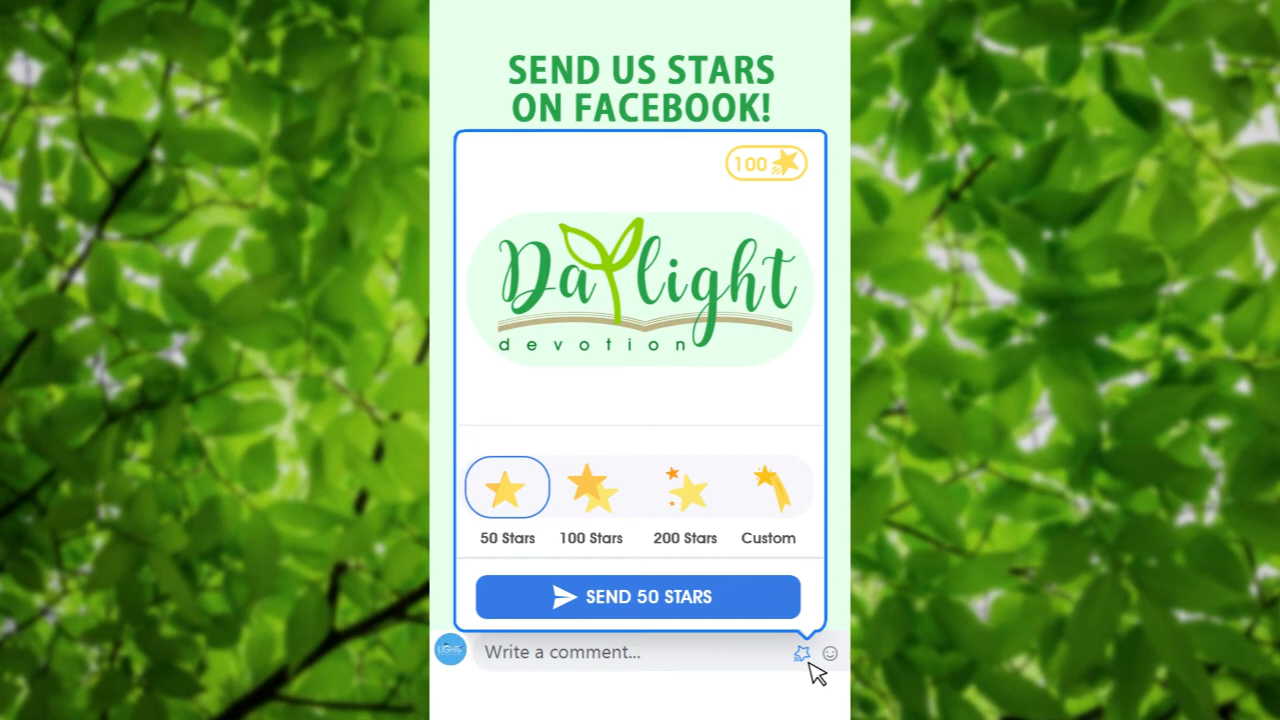 SEND US STARS
ON FACEBOOK!
100
Daylight
devotion
50 Stars 100 Stars 200 Stars Custom
SEND 50 STARS
LIGHT
Write a comment...